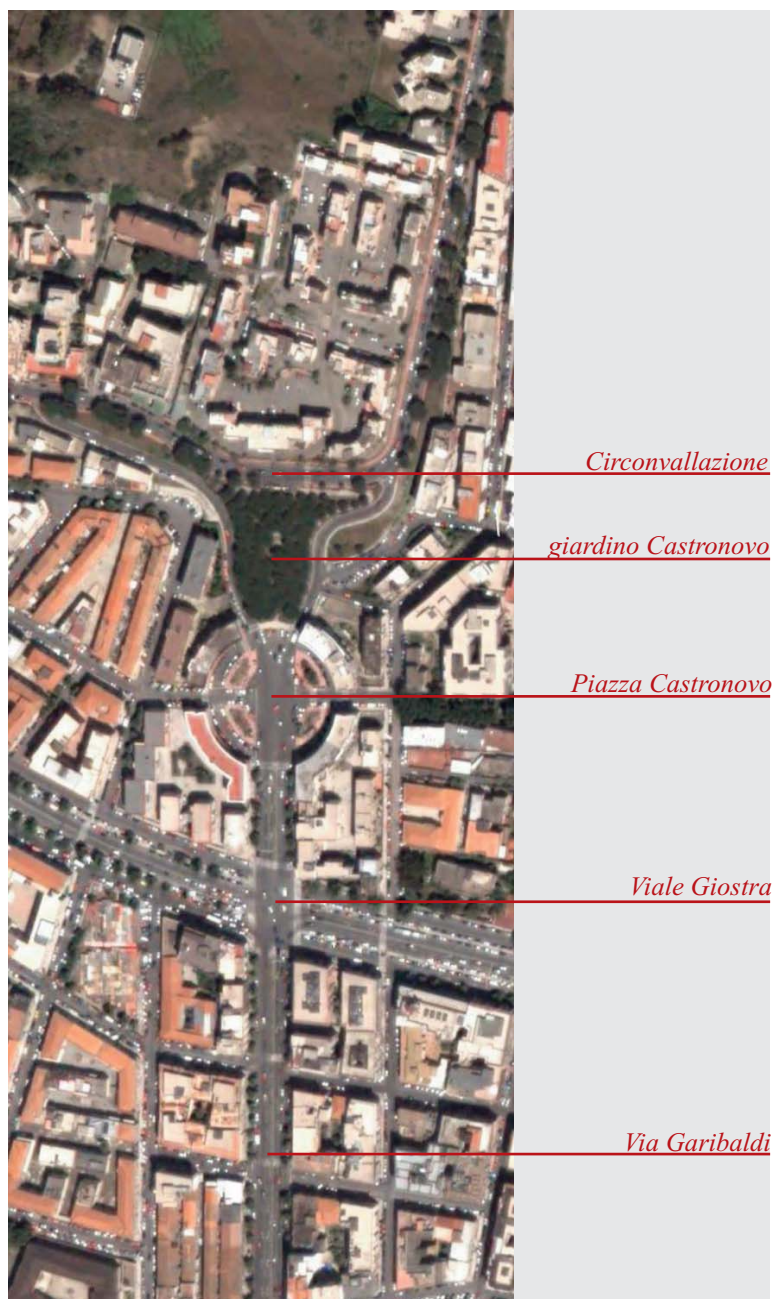 Circonvallazione
giardino Castronovo
Piazza Castronovo
Viale Giostra
Via Garibaldi